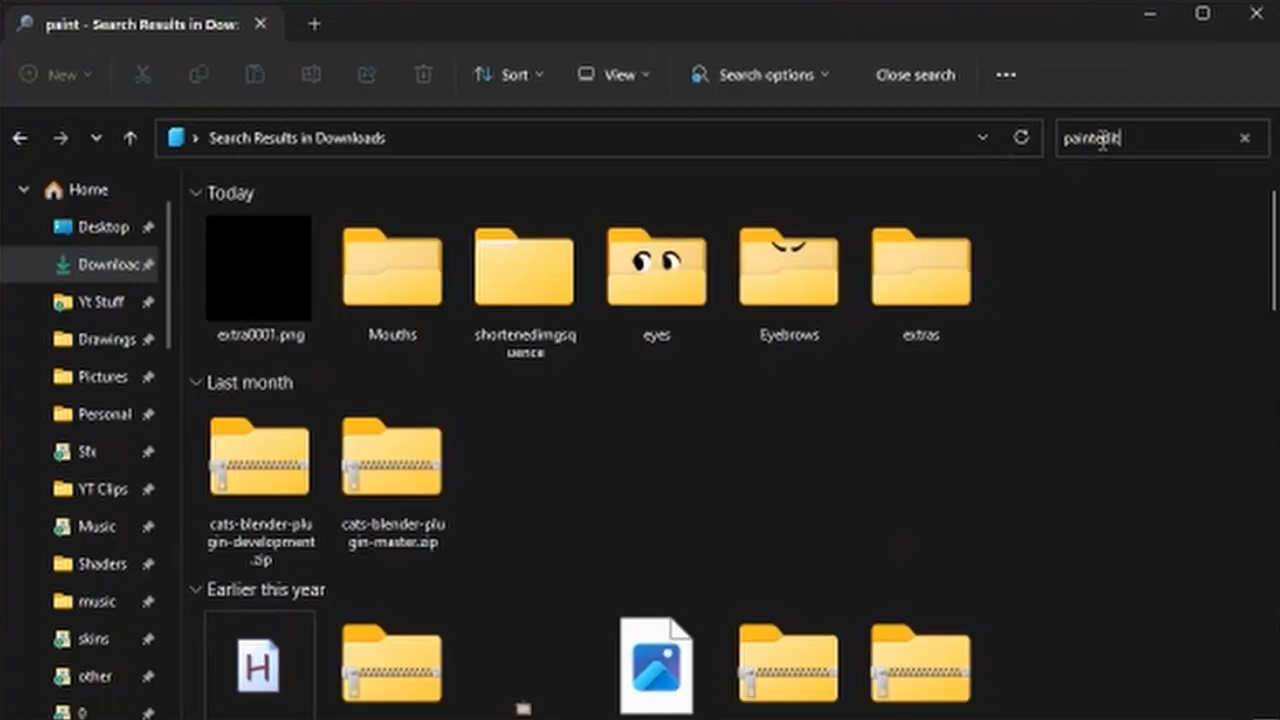 paint - Search Results in Dow
New
Sort
View
Search options
Close search
Search Results in Downloads
paintedit
Home
Desktop
Downloac
Yt Stuff
Drawings
Pictures
Personal
Sfx
YT Clips
Music
Shaders
music
skins
other
Today
extra0001.png
Mouths
shortenedimgsq
uence
eyes
Eyebrows
extras
Last month
cats-blender-plu
gin-development
.zip
cats-blender-plu
gin-master.zip
Earlier this year
H